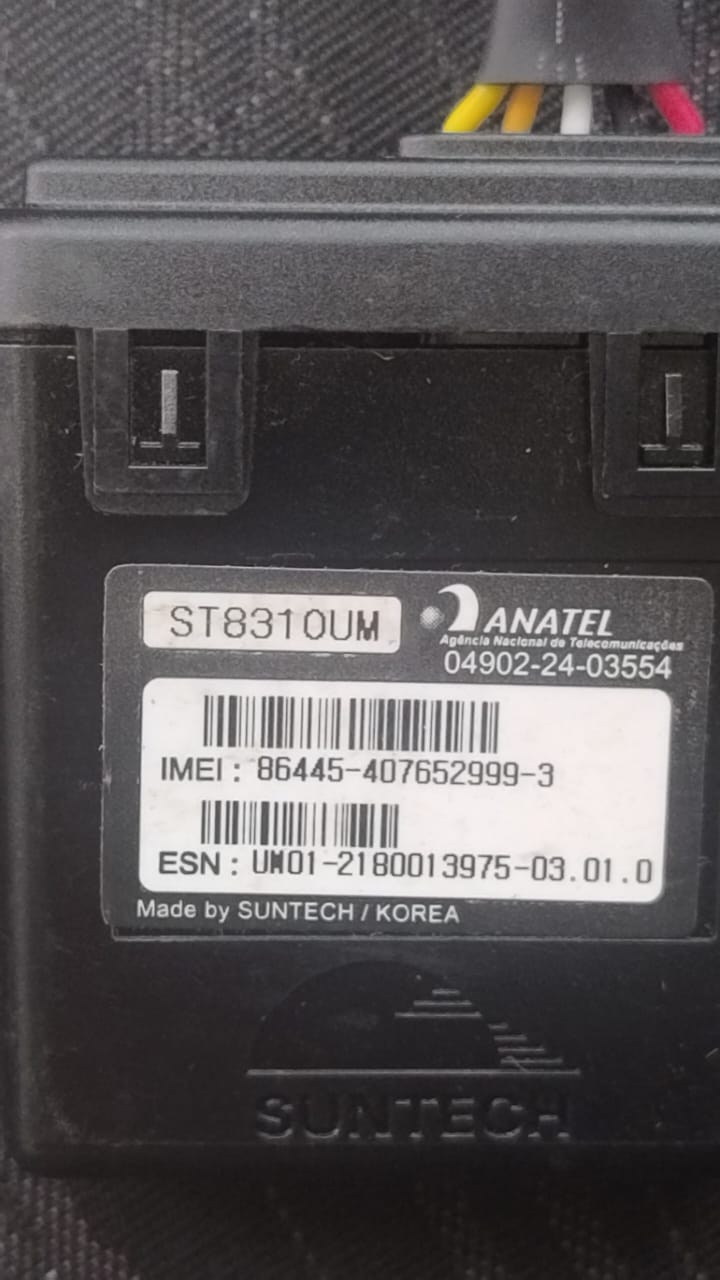 ST8310UM
ANATEL
Agência Nacional de Telecomunicações
04902-24-03554
IMEI : 86445-407652999-3
ESN : UM01-2180013975-03.01.0
Made by SUNTECH / KOREA
SUNTECH